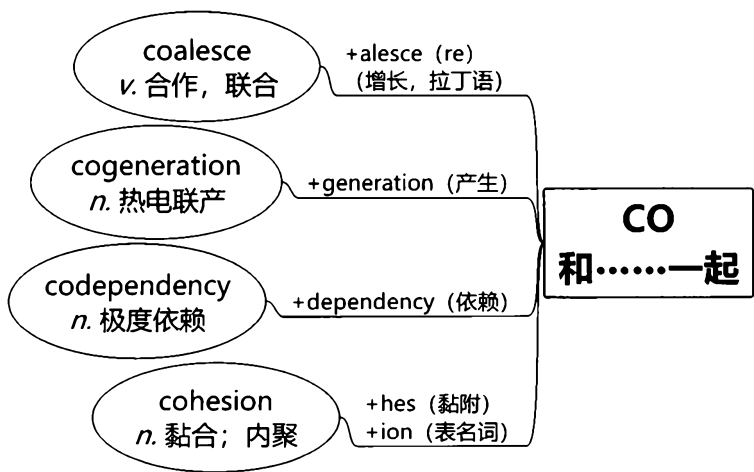 coalesce
v. 合作，联合
+alesce（re）
（增长，拉丁语）
cogeneration
n. 热电联产
+generation（产生）
CO
和……一起
codependency
n. 极度依赖
+dependency（依赖）
cohesion
n. 黏合；内聚
+hes（黏附）
+ion（表名词）